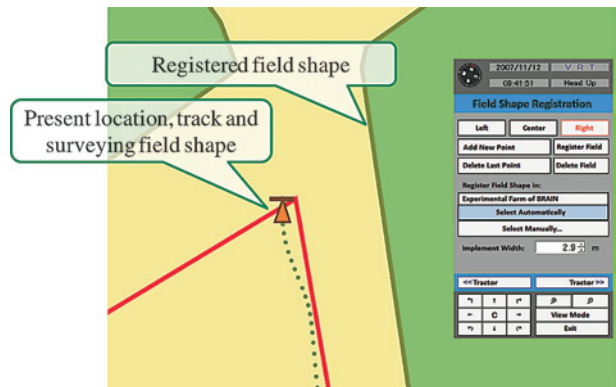 Registered field shape
Present location, track and
surveying field shape
2007/11/12 V R T
09:41:51 Head Up
Field Shape Registration
Left Center Right
Add New Point Register Field
Delete Last Point Delete Field
Register Field Shape in:
Experimental Farm of BRAIN
Select Automatically
Select Manually...
Implement Width: 2.9 m
<<Tractor Tractor >>
C View Mode
Exit